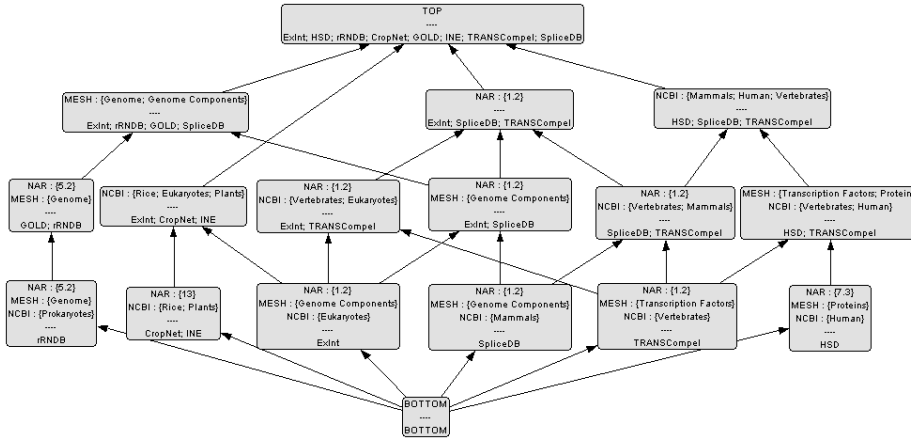 TOP
----
ExInt; HSD; rRNDB; CropNet; GOLD; INE; TRANSCompel; SpliceDB
MESH : {Genome; Genome Components}
----
ExInt; rRNDB; GOLD; SpliceDB
NAR : {1.2}
----
ExInt; SpliceDB; TRANSCompel
NCBI : {Mammals; Human; Vertebrates}
----
HSD; SpliceDB; TRANSCompel
NAR : {5.2}
MESH : {Genome}
----
GOLD; rRNDB
NCBI : {Rice; Eukaryotes; Plants}
----
ExInt; CropNet; INE
NAR : {1.2}
NCBI : {Vertebrates; Eukaryotes}
----
ExInt; TRANSCompel
NAR : {1.2}
MESH : {Genome Components}
----
ExInt; SpliceDB
NAR : {1.2}
NCBI : {Vertebrates; Mammals}
----
SpliceDB; TRANSCompel
MESH : {Transcription Factors; Protein
NCBI : {Vertebrates; Human}
----
HSD; TRANSCompel
NAR : {5.2}
MESH : {Genome}
NCBI : {Prokaryotes}
----
rRNDB
NAR : {13}
NCBI : {Rice; Plants}
----
CropNet; INE
NAR : {1.2}
MESH : {Genome Components}
NCBI : {Eukaryotes}
----
ExInt
NAR : {1.2}
MESH : {Genome Components}
NCBI : {Mammals}
----
SpliceDB
NAR : {1.2}
MESH : {Transcription Factors}
NCBI : {Vertebrates}
----
TRANSCompel
NAR : {7.3}
MESH : {Proteins}
NCBI : {Human}
----
HSD
BOTTOM
----
BOTTOM